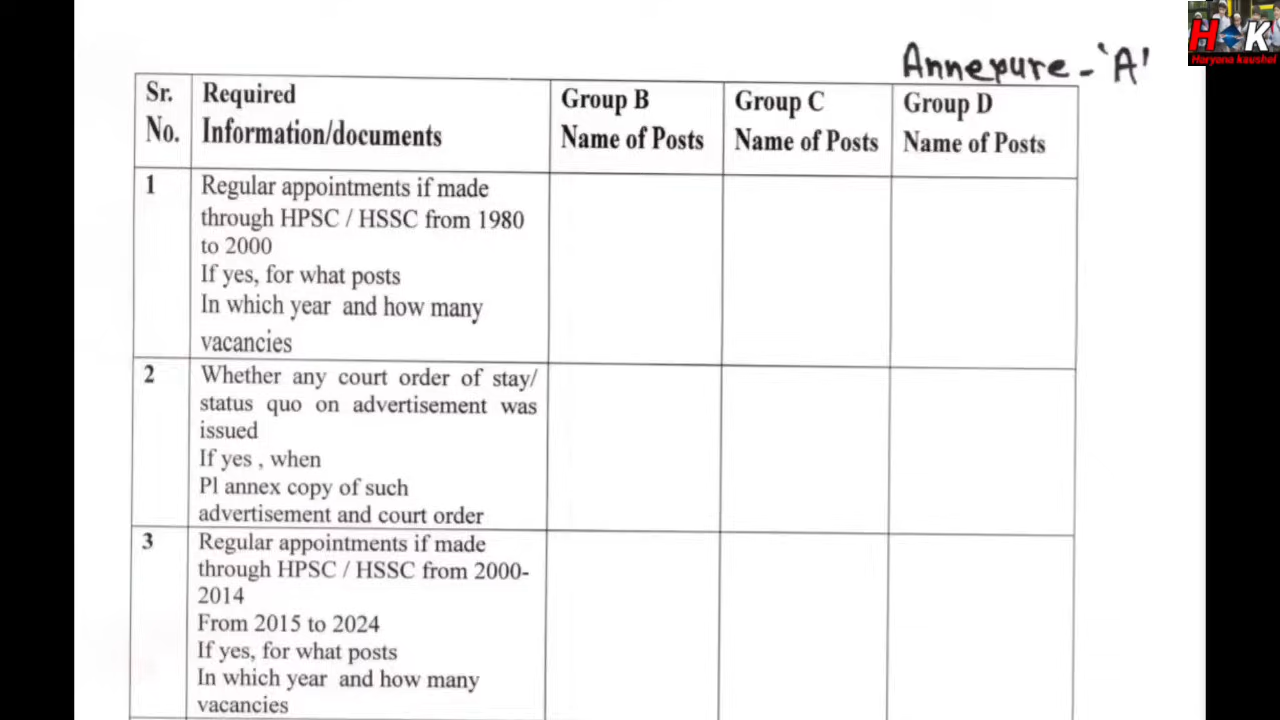 Annexure - 'A'
H K
Haryana kaushal
Sr. No.
Required Information/documents
Group B Name of Posts
Group C Name of Posts
Group D Name of Posts
1
Regular appointments if made
through HPSC / HSSC from 1980
to 2000
If yes, for what posts
In which year and how many
vacancies
2
Whether any court order of stay/
status quo on advertisement was
issued
If yes , when
Pl annex copy of such
advertisement and court order
3
Regular appointments if made
through HPSC / HSSC from 2000-
2014
From 2015 to 2024
If yes, for what posts
In which year and how many
vacancies